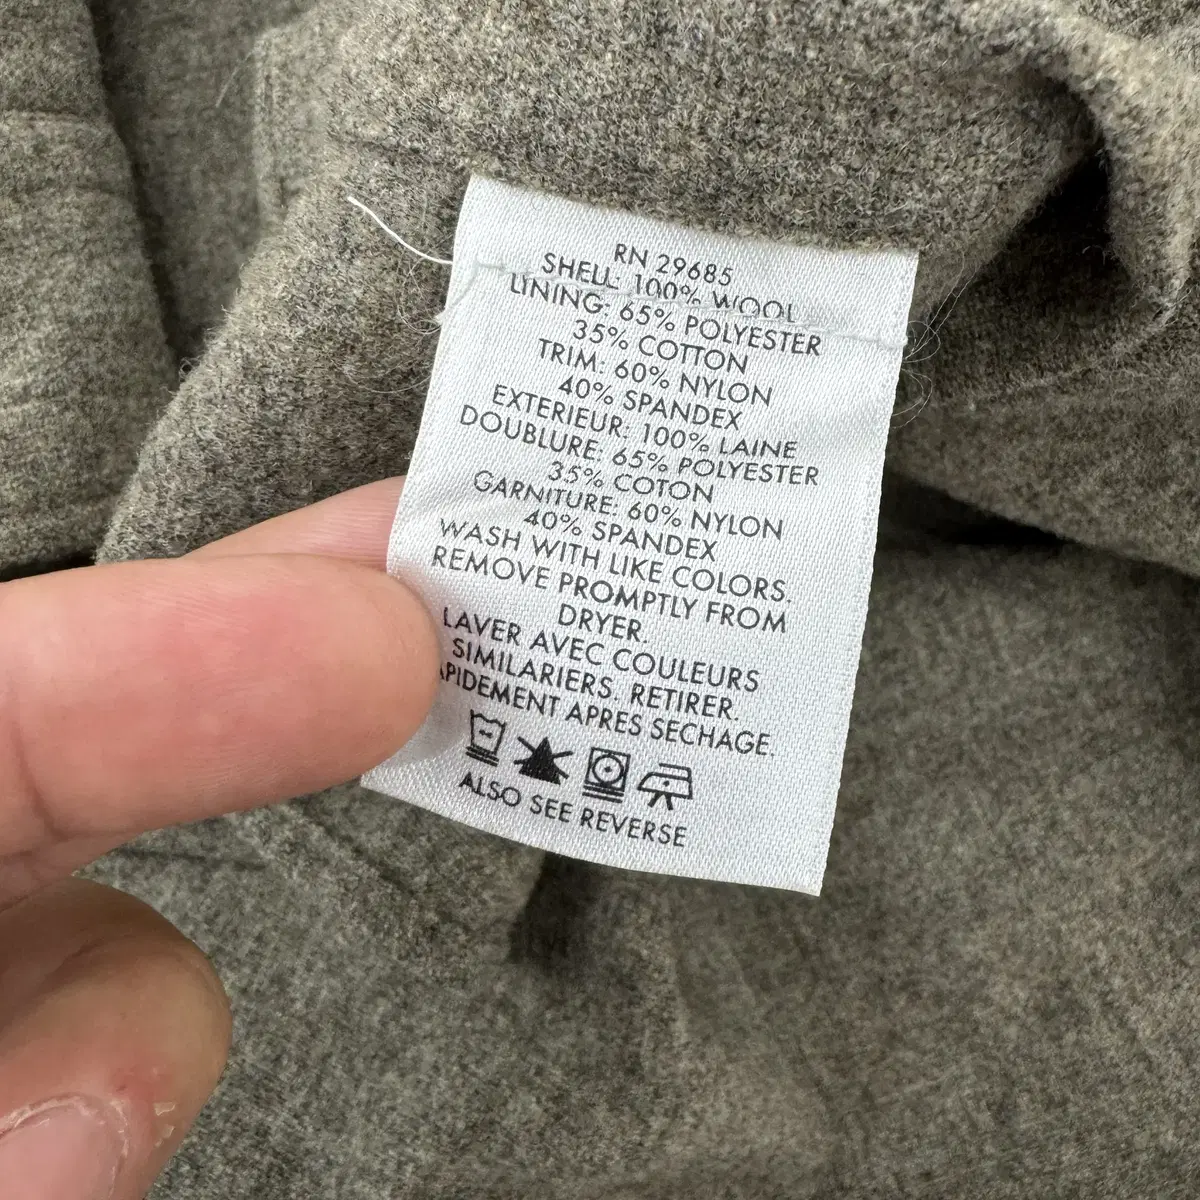 RN 29685
SHELL: 100% WOOL
LINING: 65% POLYESTER
35% COTTON
TRIM: 60% NYLON
40% SPANDEX
EXTERIEUR: 100% LAINE
DOUBLURE: 65% POLYESTER
35% COTON
GARNITURE: 60% NYLON
40% SPANDEX
WASH WITH LIKE COLORS.
REMOVE PROMPTLY FROM
DRYER.
LAVER AVEC COULEURS
SIMILARIERS. RETIRER.
APIDEMENT APRES SECHAGE.
ALSO SEE REVERSE